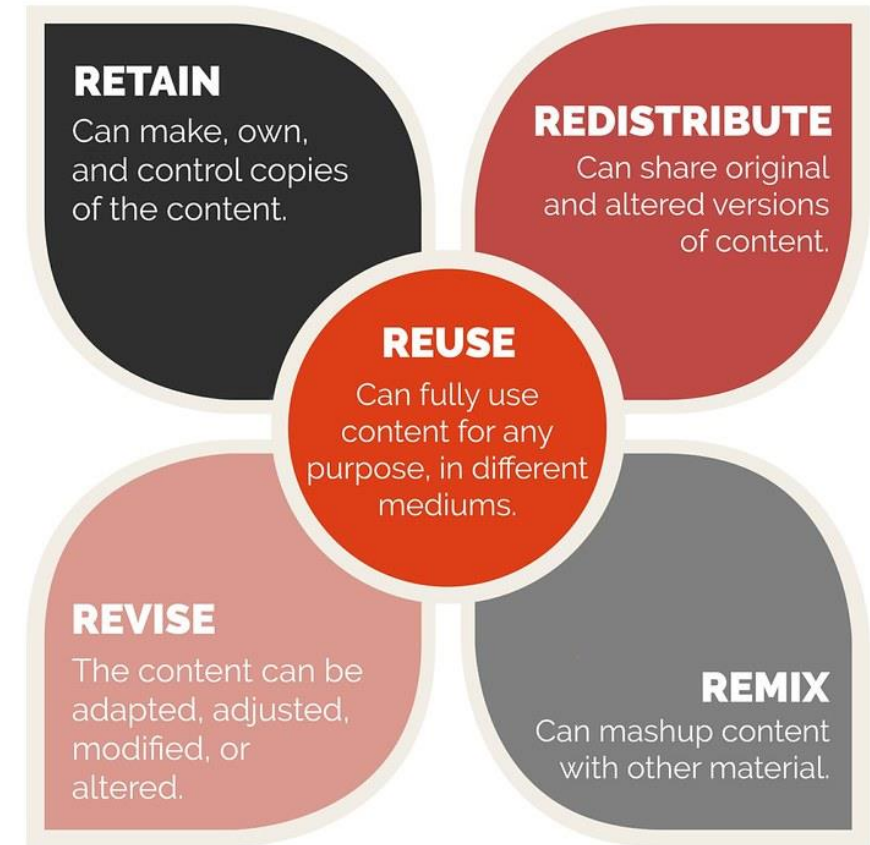 RETAIN
Can make, own,
and control copies
of the content.
REDISTRIBUTE
Can share original
and altered versions
of content.
REUSE
Can fully use
content for any
purpose, in different
mediums.
REVISE
The content can be
adapted, adjusted,
modified, or
altered.
REMIX
Can mashup content
with other material.